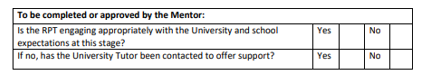 To be completed or approved by the Mentor:
Is the RPT engaging appropriately with the University and school Yes No
expectations at this stage?
If no, has the University Tutor been contacted to offer support? Yes No